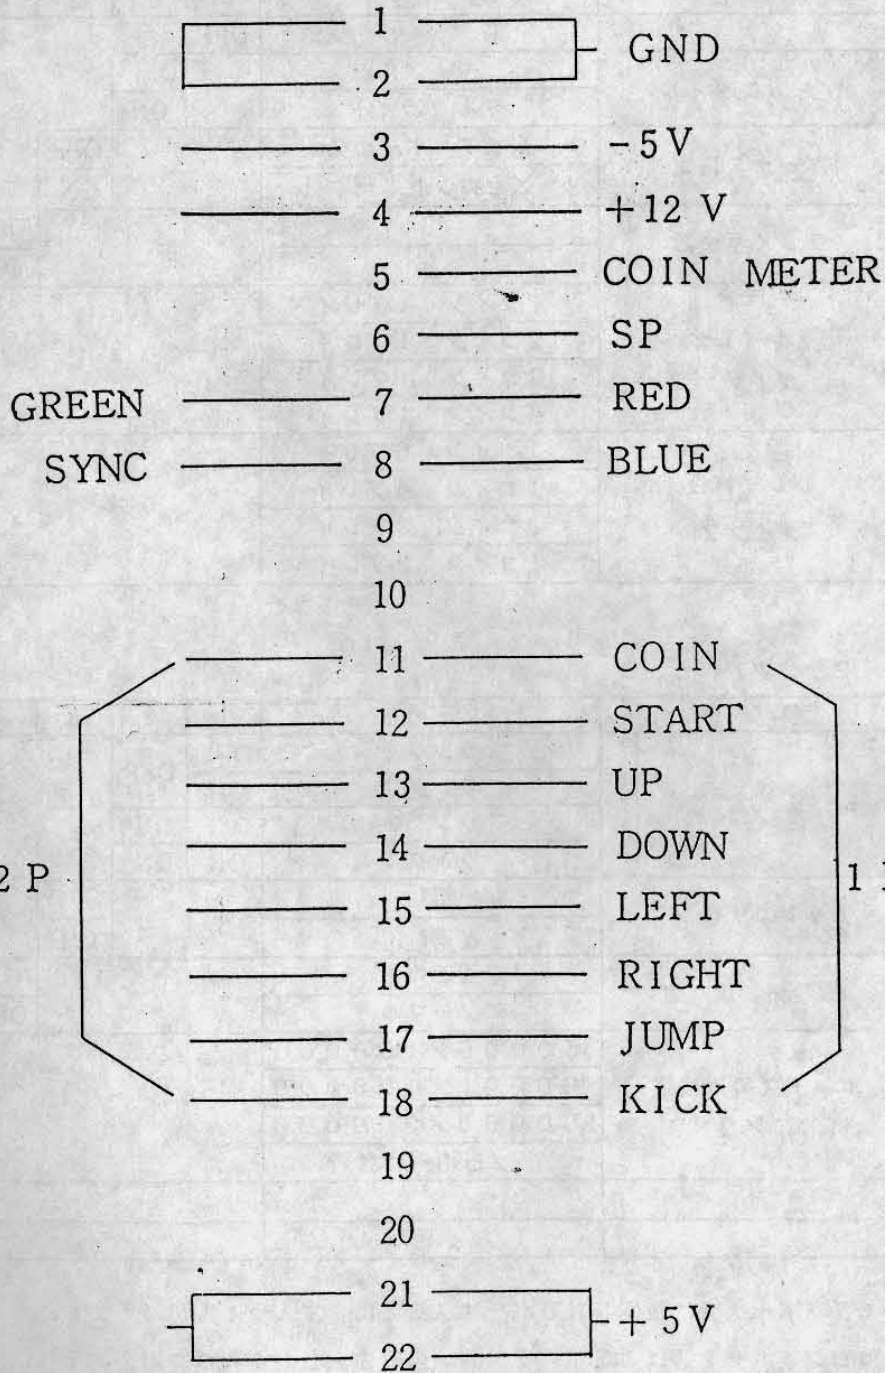 1
GND
2
3 -5V
4 +12 V
5 COIN METER
6 SP
GREEN 7 RED
SYNC 8 BLUE
9
10
11 COIN
12 START
13 UP
14 DOWN
2 P 1
15 LEFT
16 RIGHT
17 JUMP
18 KICK
19
20
21
+ 5V
22